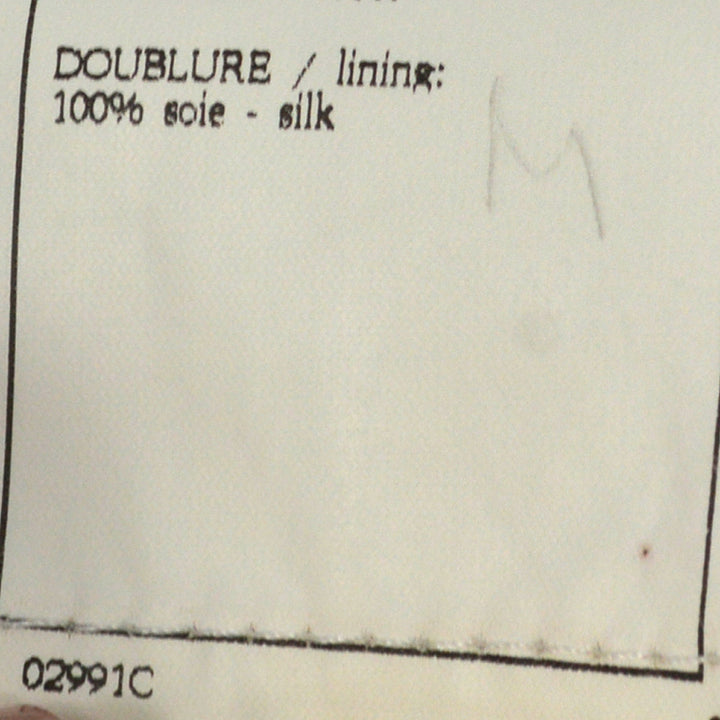 DOUBLURE / lining:
100% soie - silk
M
02991C